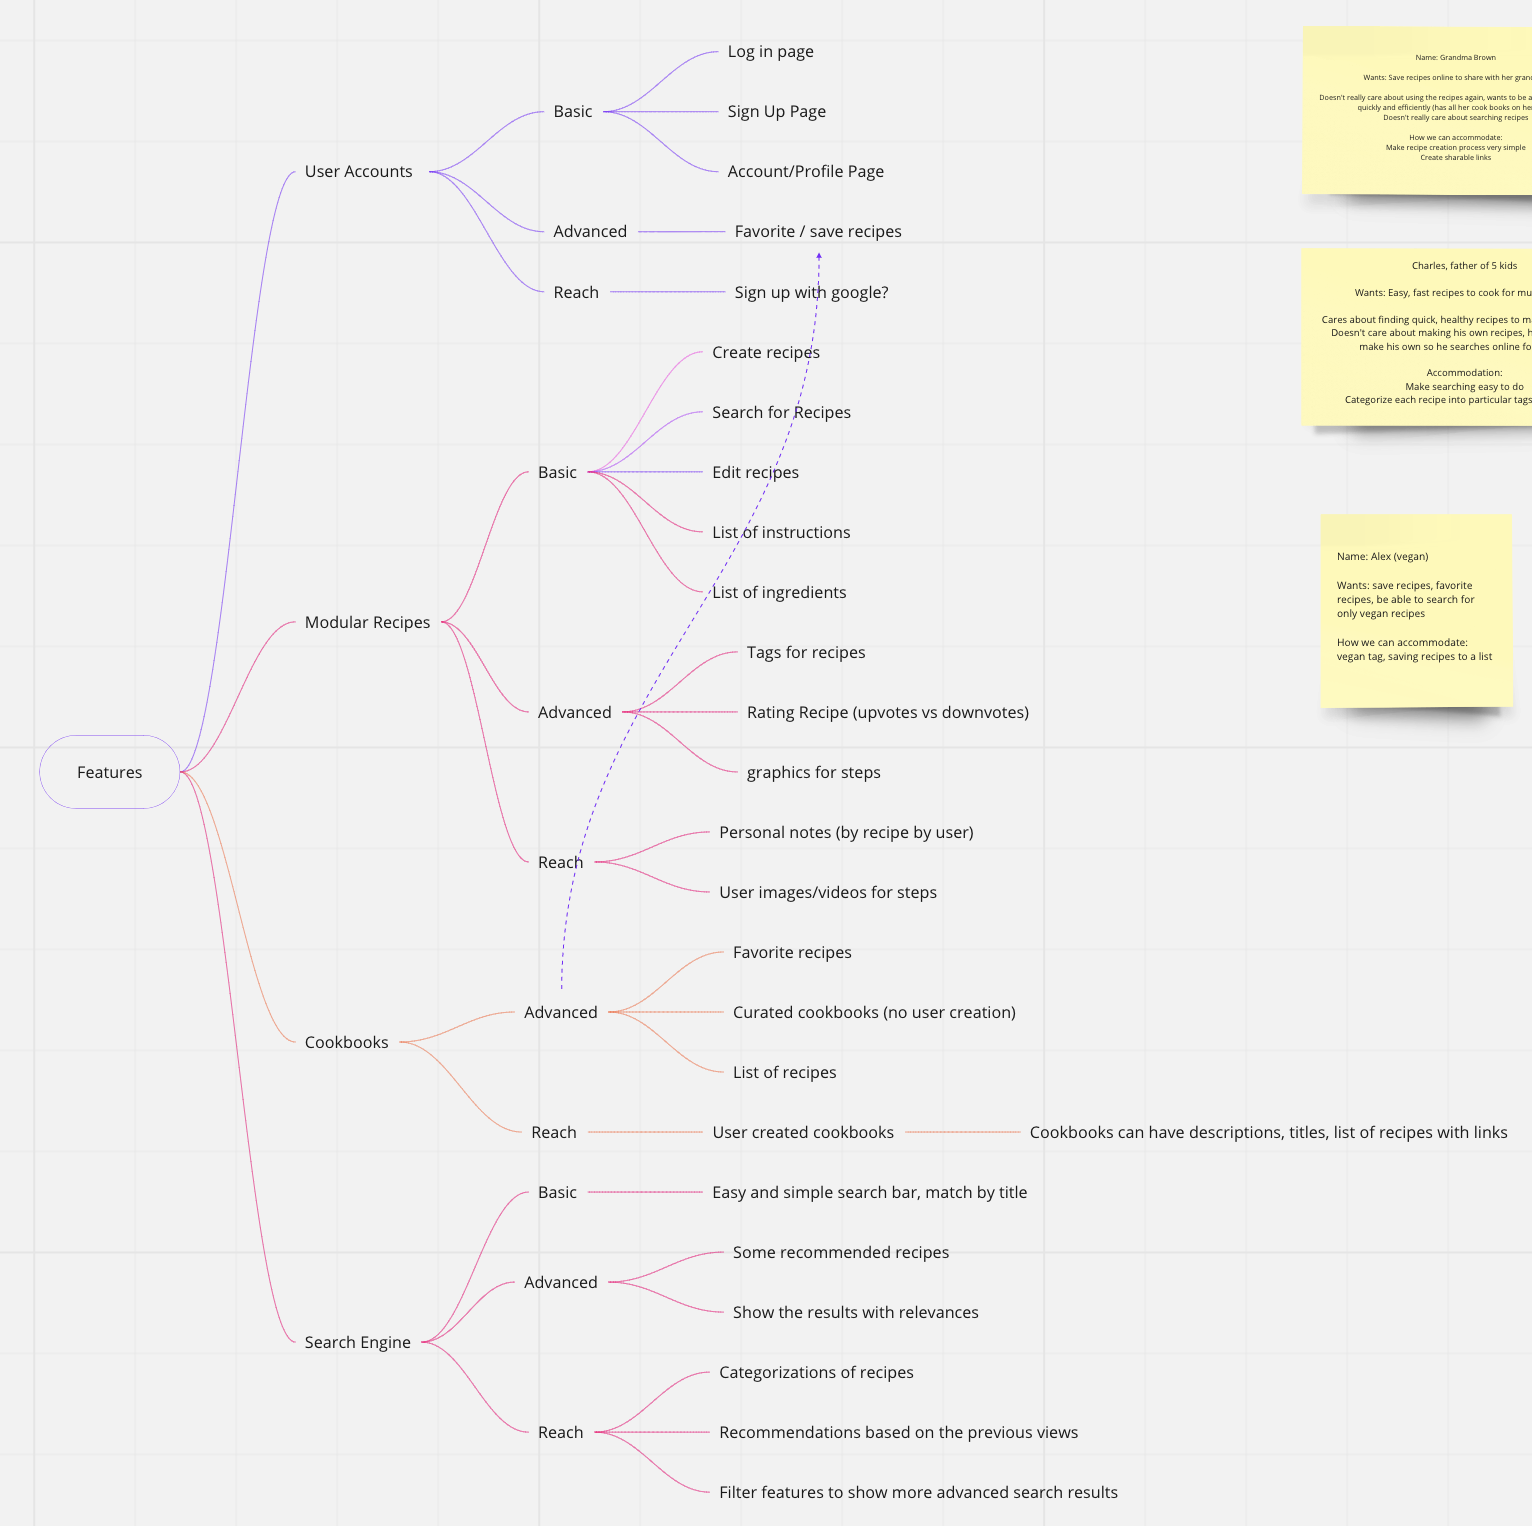 Log in page
Basic
Sign Up Page
User Accounts
Account/Profile Page
Advanced
Favorite / save recipes
Reach
Sign up with google?
Create recipes
Search for Recipes
Basic
Edit recipes
List of instructions
List of ingredients
Modular Recipes
Tags for recipes
Advanced
Rating Recipe (upvotes vs downvotes)
graphics for steps
Features
Personal notes (by recipe by user)
Reach
User images/videos for steps
Favorite recipes
Advanced
Curated cookbooks (no user creation)
Cookbooks
List of recipes
Reach
User created cookbooks
Cookbooks can have descriptions, titles, list of recipes with links
Basic
Easy and simple search bar, match by title
Some recommended recipes
Advanced
Show the results with relevances
Search Engine
Categorizations of recipes
Reach
Recommendations based on the previous views
Filter features to show more advanced search results
Name: Grandma Brown
Wants: Save recipes online to share with her
Doesn't really care about using the recipes again, wants to be
quickly and efficiently (has all her cook books on
Doesn't really care about searching recipes
How we can accommodate:
Make recipe creation process very simple
Create sharable links
Charles, father of 5 kids
Wants: Easy, fast recipes to cook for
Cares about finding quick, healthy recipes to
Doesn't care about making his own recipes,
make his own so he searches online
Accommodation:
Make searching easy to do
Categorize each recipe into particular tags
Name: Alex (vegan)
Wants: save recipes, favorite
recipes, be able to search for
only vegan recipes
How we can accommodate:
vegan tag, saving recipes to a list